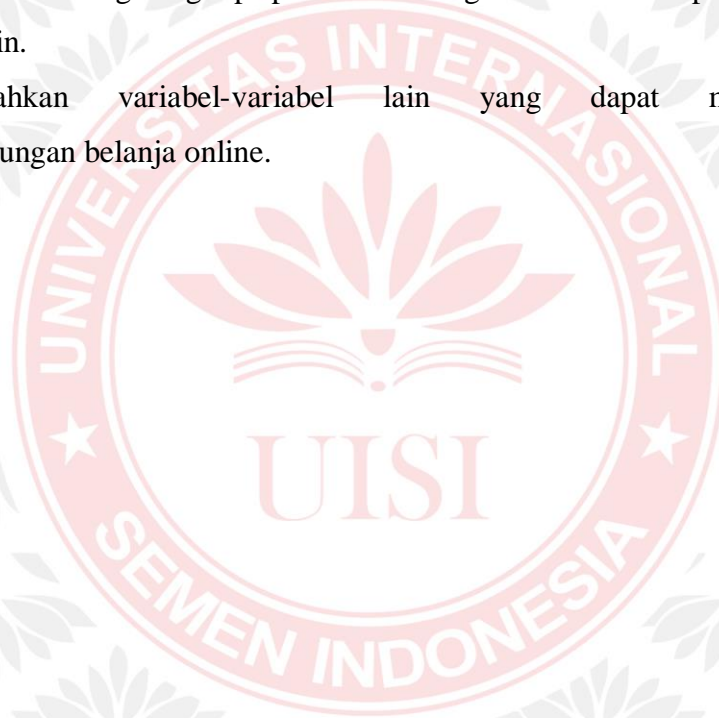 in.
ahkan variabel-variabel lain yang dapat m
ungan belanja online.
UNIVERSITAS INTERNASIONAL
UISI
SEMEN INDONESIA